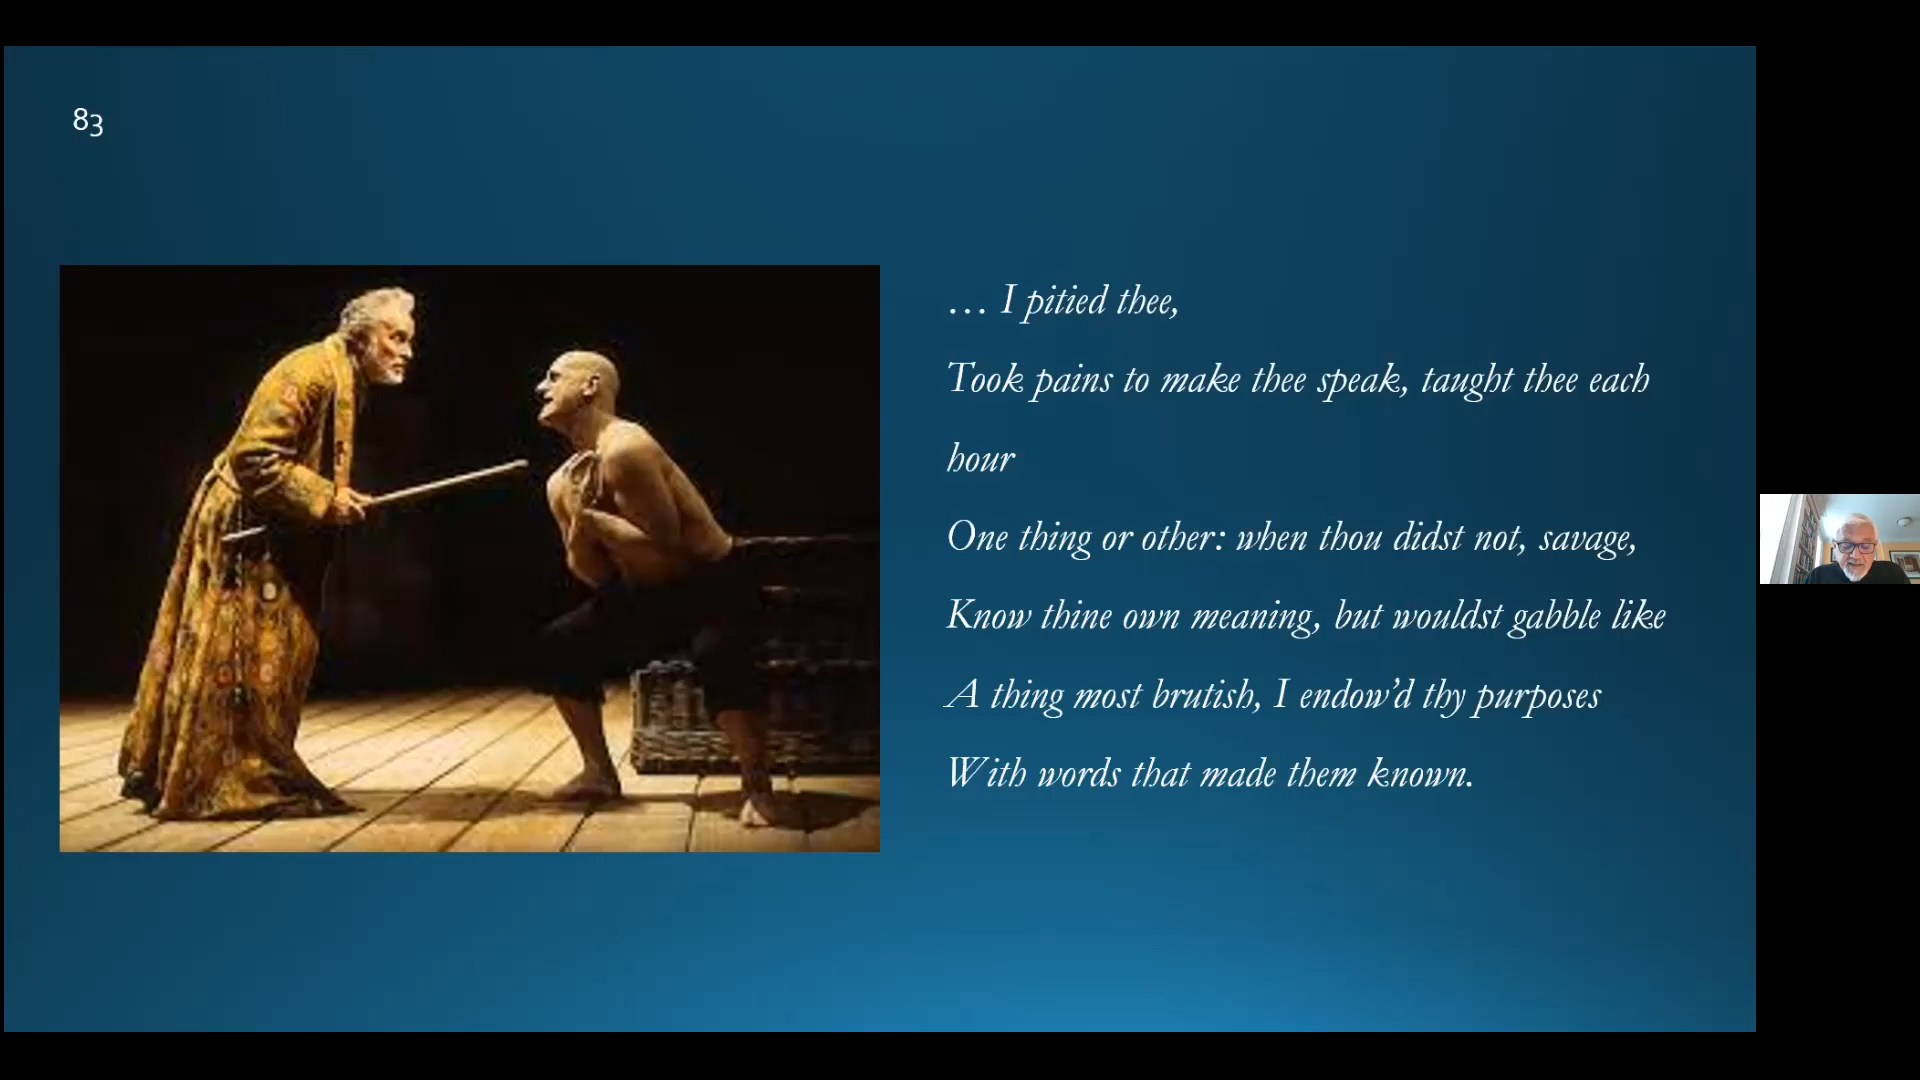 83
… I pitied thee,
Took pains to make thee speak, taught thee each
hour
One thing or other: when thou didst not, savage,
Know thine own meaning, but wouldst gabble like
A thing most brutish, I endow’d thy purposes
With words that made them known.